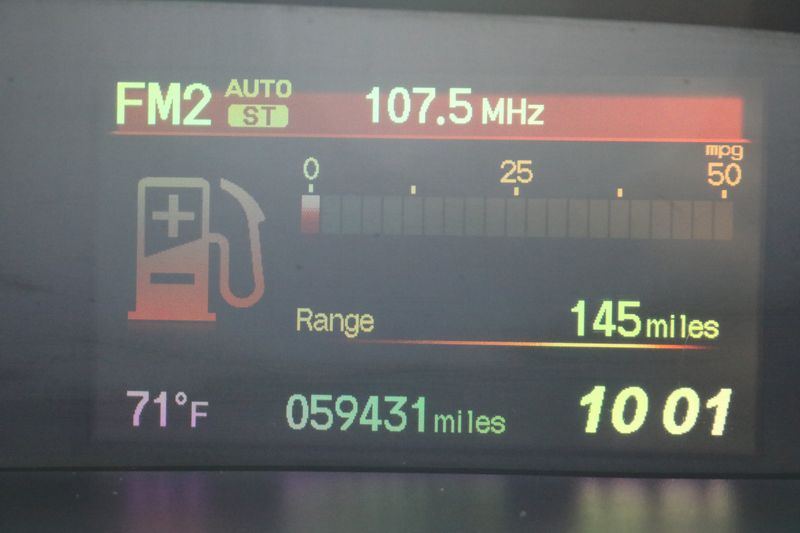 FM2 AUTO ST 107.5 MHz
mpg
0 25 50
+
-
Range 145 miles
71°F 059431 miles 10 01